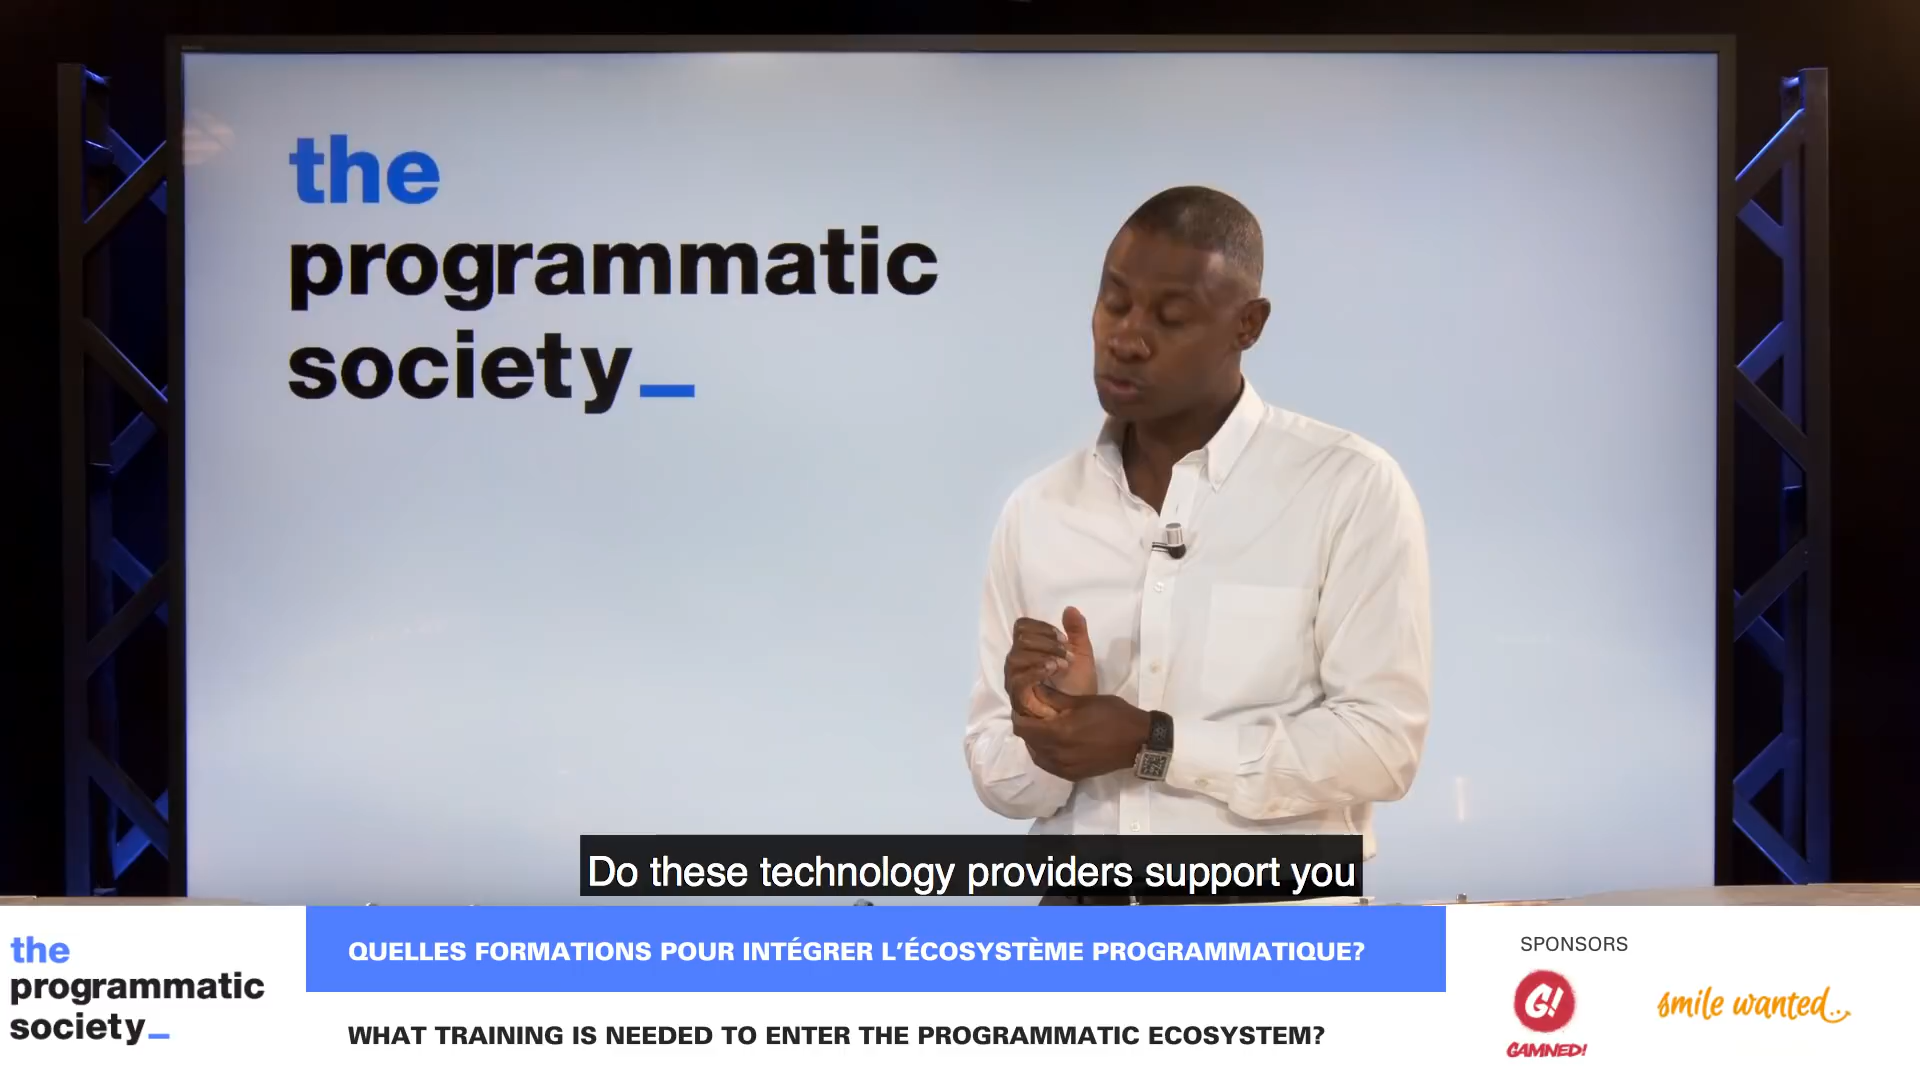 the
programmatic
society_
Do these technology providers support you
the
programmatic
society_
QUELLES FORMATIONS POUR INTÉGRER L'ÉCOSYSTÈME PROGRAMMATIQUE?
WHAT TRAINING IS NEEDED TO ENTER THE PROGRAMMATIC ECOSYSTEM?
SPONSORS
G!
GAMNED!
smile wanted..